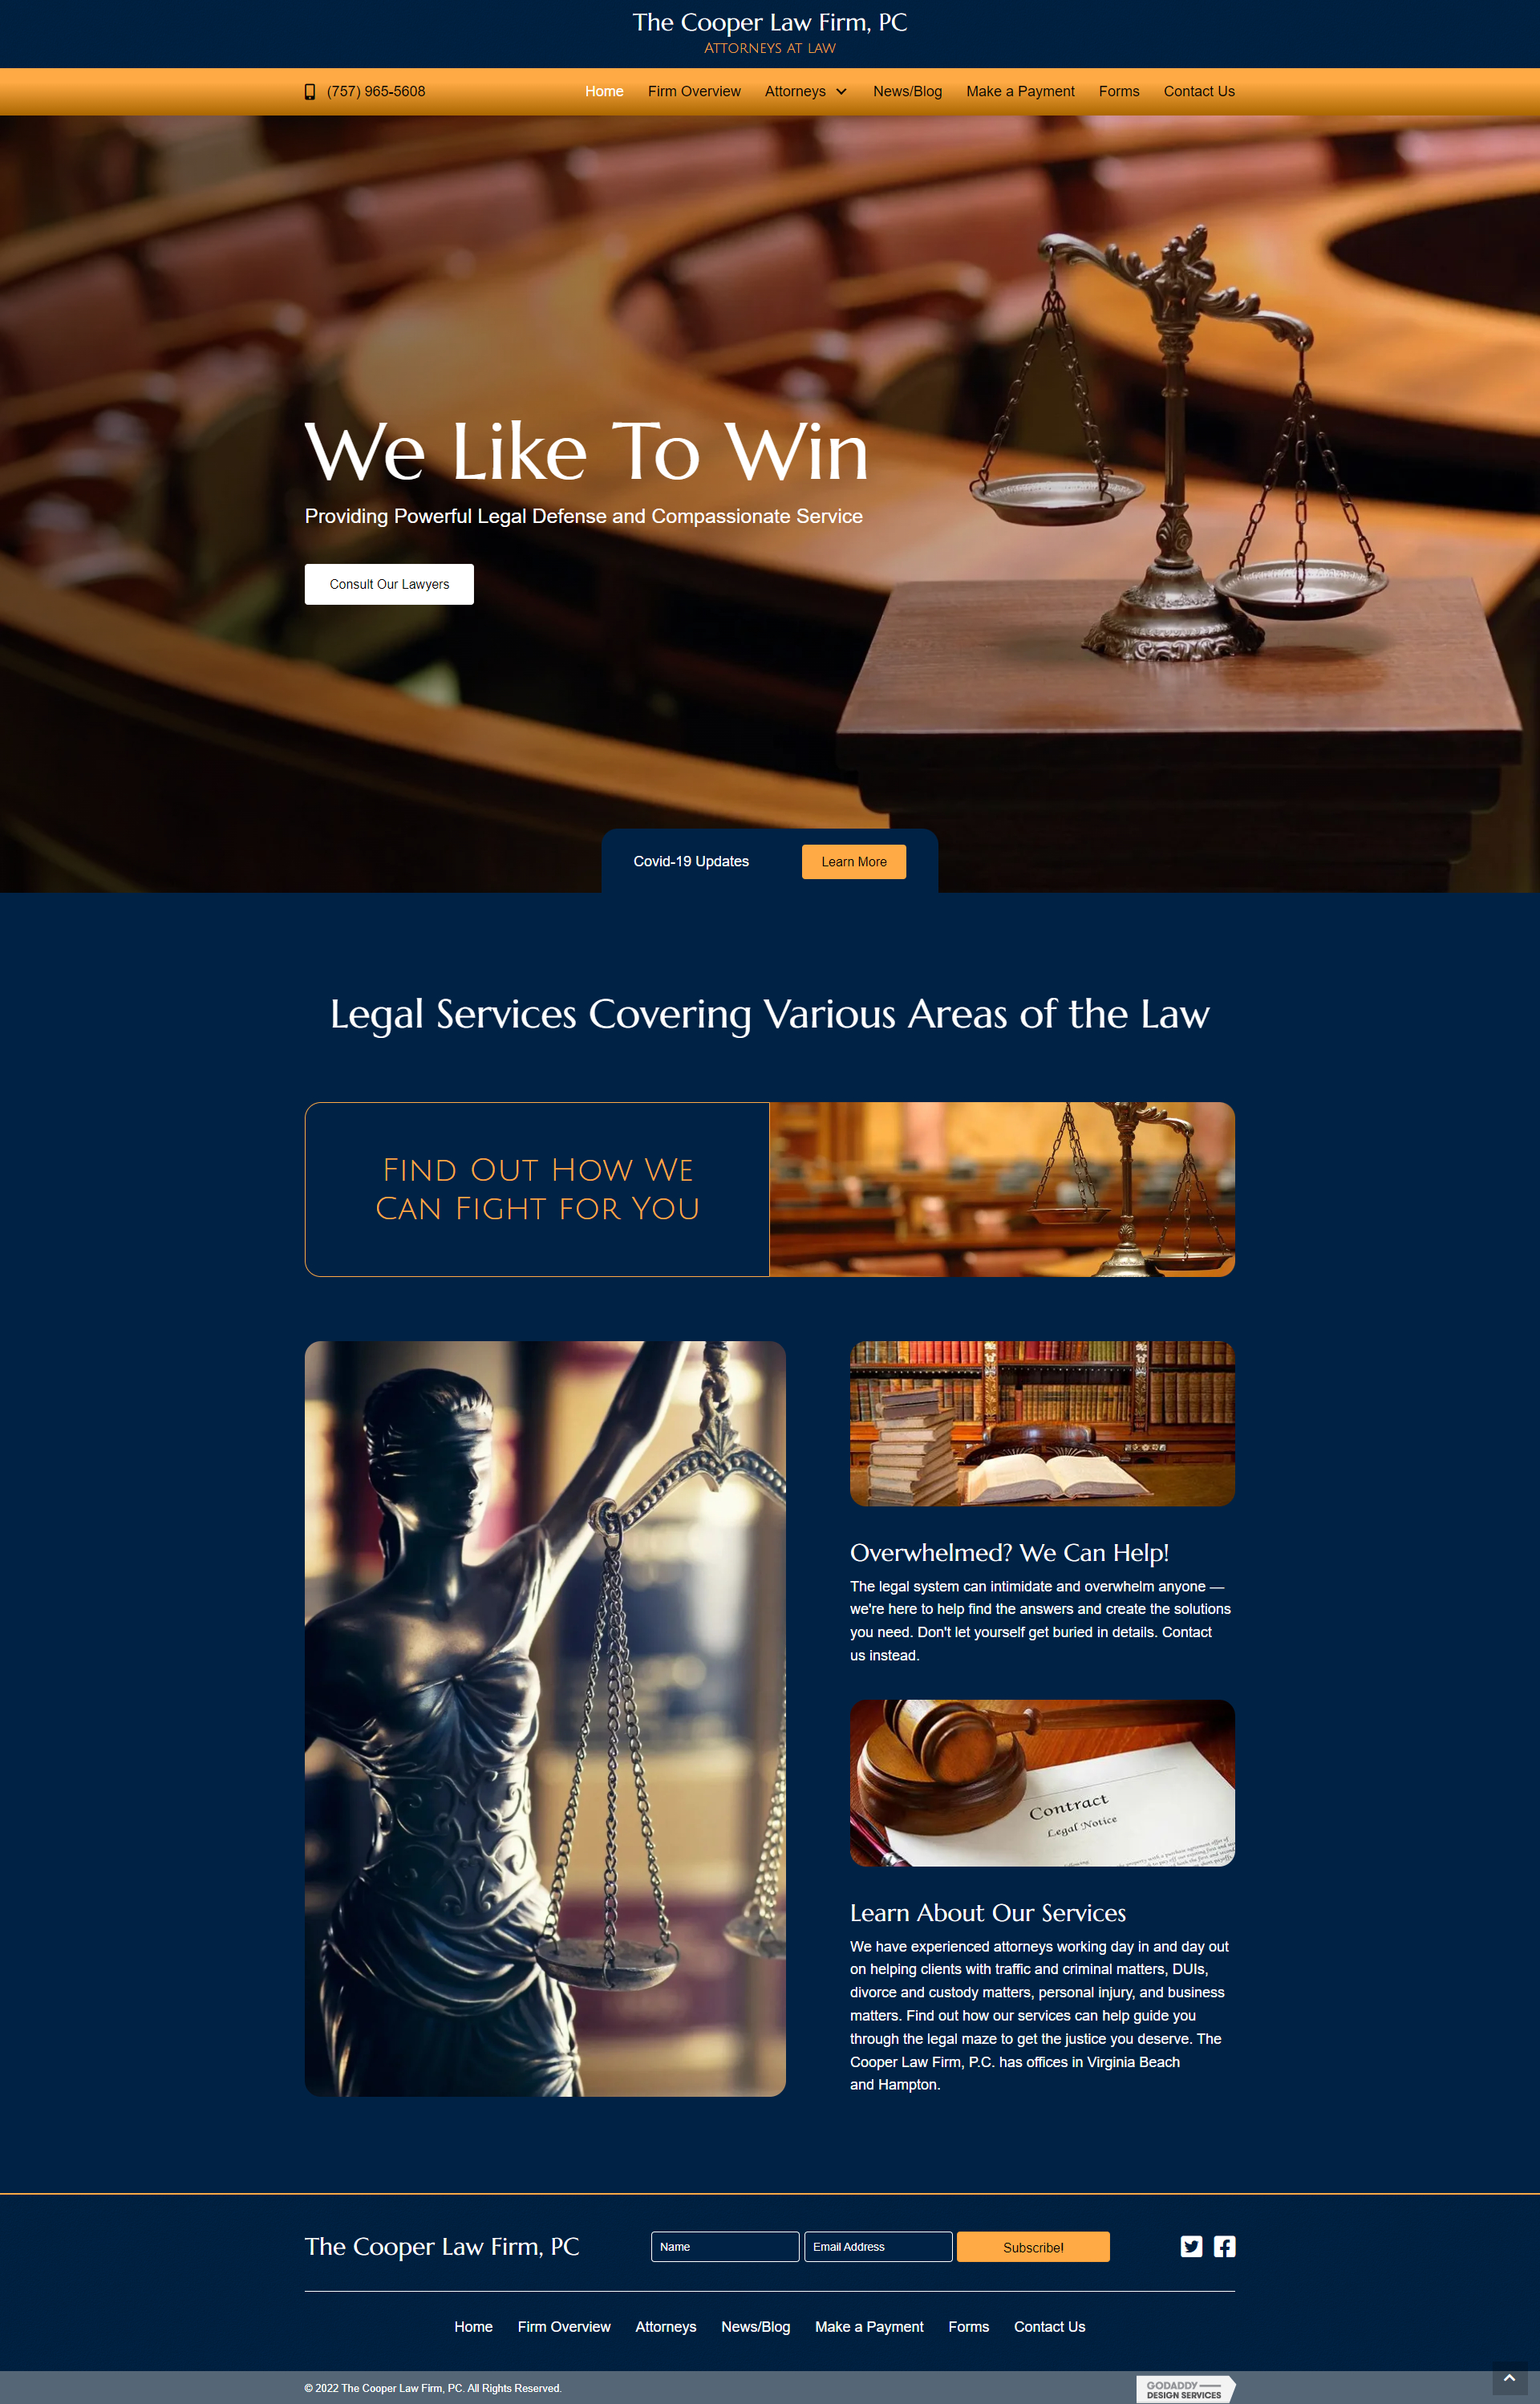 The Cooper Law Firm, PC
Attorneys at law
(757) 965-5608
Home Firm Overview Attorneys News/Blog Make a Payment Forms Contact Us
We Like To Win
Providing Powerful Legal Defense and Compassionate Service
Consult Our Lawyers
Covid-19 Updates
Learn More
Legal Services Covering Various Areas of the Law
Find Out How We
Can Fight for You
Overwhelmed? We Can Help!
The legal system can intimidate and overwhelm anyone —
we're here to help find the answers and create the solutions
you need. Don't let yourself get buried in details. Contact
us instead.
Contract
Legal Notice
Learn About Our Services
We have experienced attorneys working day in and day out
on helping clients with traffic and criminal matters, DUIs,
divorce and custody matters, personal injury, and business
matters. Find out how our services can help guide you
through the legal maze to get the justice you deserve. The
Cooper Law Firm, P.C. has offices in Virginia Beach
and Hampton.
The Cooper Law Firm, PC
Name
Email Address
Subscribe!
Home Firm Overview Attorneys News/Blog Make a Payment Forms Contact Us
© 2022 The Cooper Law Firm, PC. All Rights Reserved.
GODADDY
DESIGN SERVICES